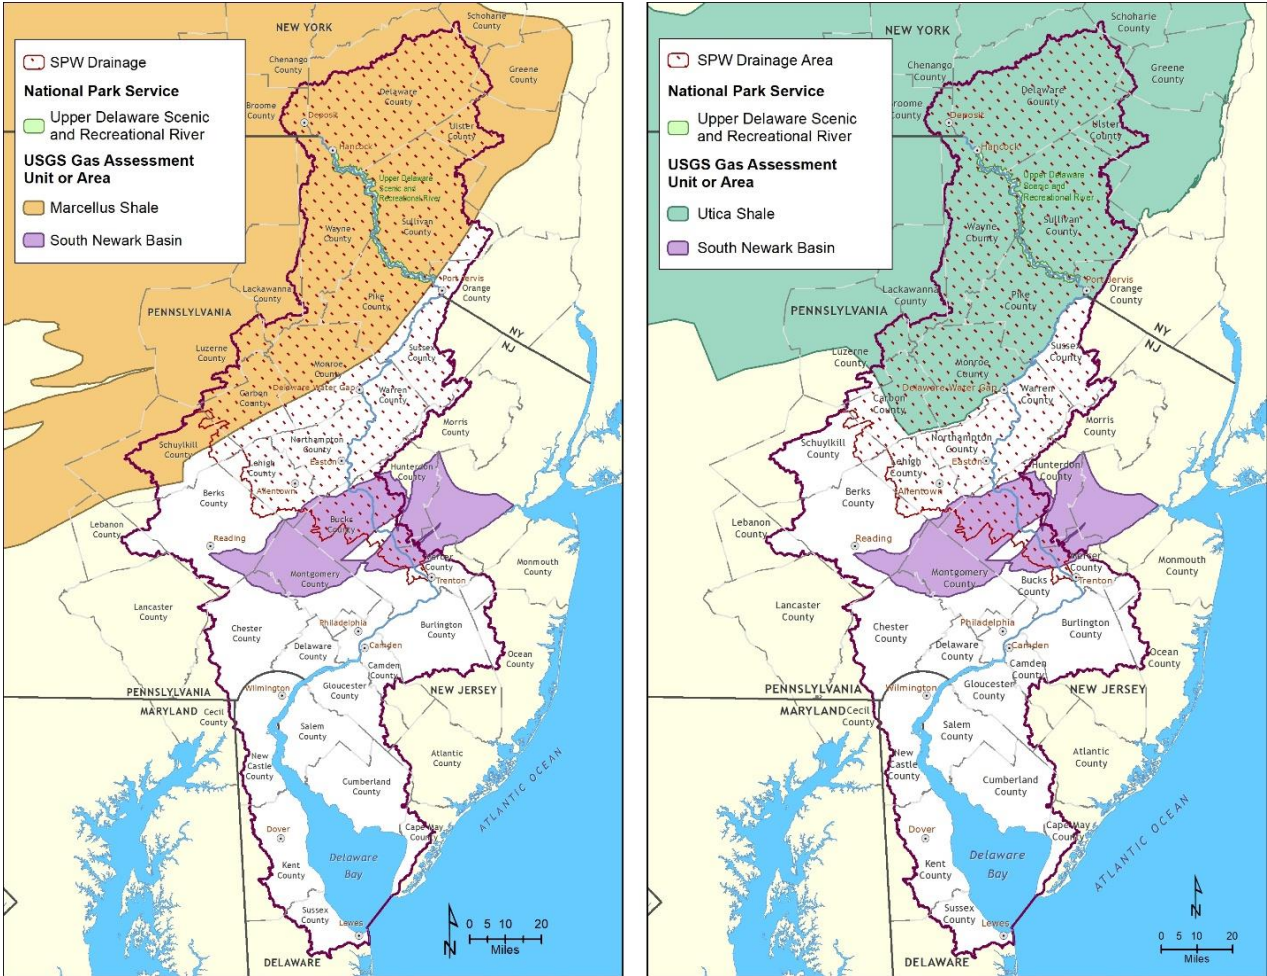 NEW YORK
Schoharie
County
SPW Drainage
National Park Service
Upper Delaware Scenic
and Recreational River
USGS Gas Assessment
Unit or Area
Marcellus Shale
South Newark Basin
Chenango
County
Greene
County
Broome
County
Delaware
County
Deposit
Ulster
County
Hancock
Upper Delaware
Scenic and
Recreational River
Wayne
County
Sullivan
County
Port Jervis
Orange
County
Lackawanna
County
Pike
County
PENNSLYLVANIA
NY
NJ
Luzerne
County
Monroe
County
Sussex
County
Delaware Water Gap
Warren
County
Carbon
County
Morris
County
Schuylkill
County
Northampton
County
Lehigh
County
Easton
Hunterdon
County
Allentown
Berks
County
Bucks
County
Lebanon
County
Reading
Mercer
County
Montgomery
County
Trenton
Monmouth
County
Lancaster
County
Chester
County
Philadelphia
Burlington
County
Delaware
County
Camden
Camden
County
Ocean
County
PENNSLYLVANIA
Wilmington
Gloucester
County
NEW JERSEY
MARYLAND
Cecil
County
Salem
County
New
Castle
County
Atlantic
County
Cumberland
County
ATLANTIC OCEAN
Dover
Cape May
County
Delaware
Bay
Kent
County
Sussex
County
Lewes
N
0 5 10 20
Miles
DELAWARE
NEW YORK
Schoharie
County
SPW Drainage Area
National Park Service
Upper Delaware Scenic
and Recreational River
USGS Gas Assessment
Unit or Area
Utica Shale
South Newark Basin
Chenango
County
Greene
County
roome
County
Delaware
County
Deposit
Ulster
County
Hancock
Upper Delaware
Scenic and
Recreational River
Wayne
County
Sullivan
County
Port Jervis
Orange
County
Lackawanna
County
Pike
County
PENNSLYLVANIA
NY
NJ
Luzerne
County
Monroe
County
Sussex
County
Delaware Water Gap
Warren
County
Carbon
County
Morris
County
Schuylkill
County
Northampton
County
Lehigh
County
Easton
Hunterdon
County
Allentown
Berks
County
Lebanon
County
Reading
Mercer
County
Montgomery
County
Bucks
County
Trenton
Monmouth
County
Lancaster
County
Chester
County
Philadelphia
Burlington
County
Delaware
County
Camden
Camden
County
Ocean
County
PENNSLYLVANIA
Wilmington
Gloucester
County
NEW JERSEY
MARYLAND
Cecil
County
Salem
County
New
Castle
County
Atlantic
County
Cumberland
County
ATLANTIC OCEAN
Dover
Cape May
County
Delaware
Bay
Kent
County
Sussex
County
Lewes
N
0 5 10 20
Miles
DELAWARE